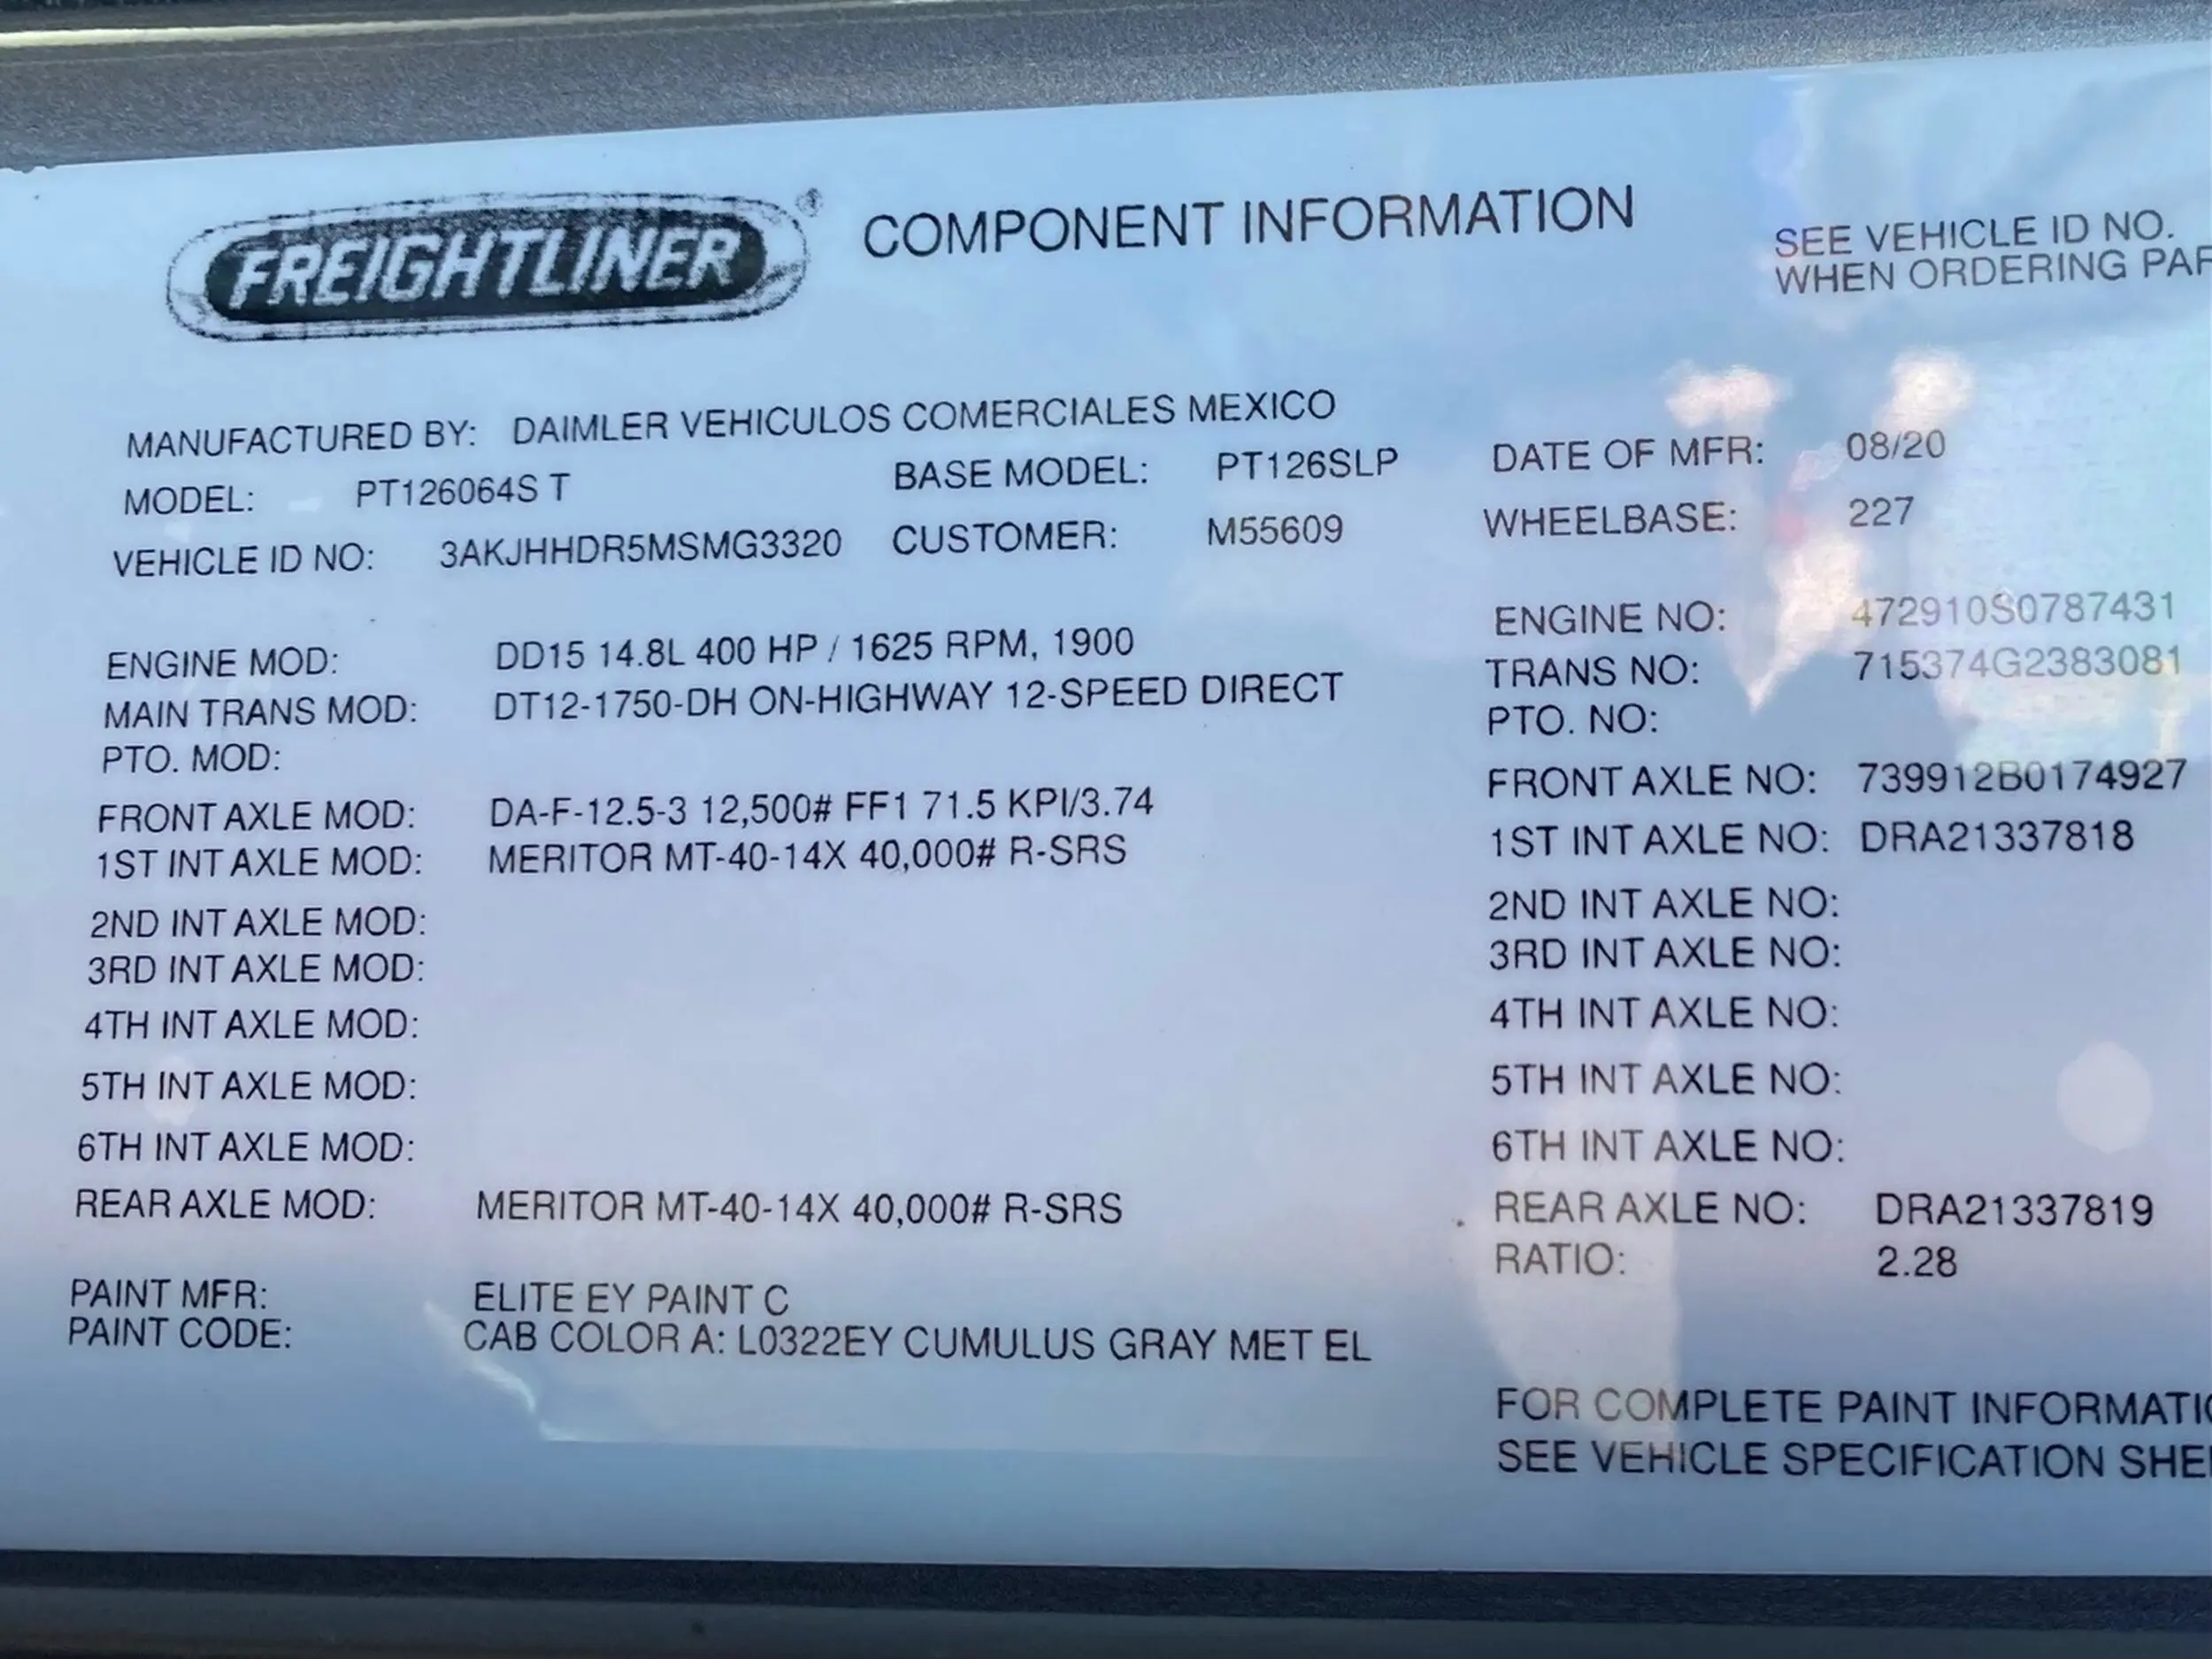 FREIGHTLINER®
COMPONENT INFORMATION
SEE VEHICLE ID NO.
WHEN ORDERING PAR
MANUFACTURED BY: DAIMLER VEHICULOS COMERCIALES MEXICO
MODEL: PT126064S T BASE MODEL: PT126SLP DATE OF MFR: 08/20
VEHICLE ID NO: 3AKJHHDR5MSMG3320 CUSTOMER: M55609 WHEELBASE: 227
ENGINE MOD: DD15 14.8L 400 HP / 1625 RPM, 1900 ENGINE NO: 472910S0787431
MAIN TRANS MOD: DT12-1750-DH ON-HIGHWAY 12-SPEED DIRECT TRANS NO: 715374G2383081
PTO. MOD: PTO. NO:
FRONT AXLE MOD: DA-F-12.5-3 12,500# FF1 71.5 KPI/3.74 FRONT AXLE NO: 739912B0174927
1ST INT AXLE MOD: MERITOR MT-40-14X 40,000# R-SRS 1ST INT AXLE NO: DRA21337818
2ND INT AXLE MOD: 2ND INT AXLE NO:
3RD INT AXLE MOD: 3RD INT AXLE NO:
4TH INT AXLE MOD: 4TH INT AXLE NO:
5TH INT AXLE MOD: 5TH INT AXLE NO:
6TH INT AXLE MOD: 6TH INT AXLE NO:
REAR AXLE MOD: MERITOR MT-40-14X 40,000# R-SRS REAR AXLE NO: DRA21337819
RATIO: 2.28
PAINT MFR: ELITE EY PAINT C
PAINT CODE: CAB COLOR A: L0322EY CUMULUS GRAY MET EL
FOR COMPLETE PAINT INFORMATIO
SEE VEHICLE SPECIFICATION SHE